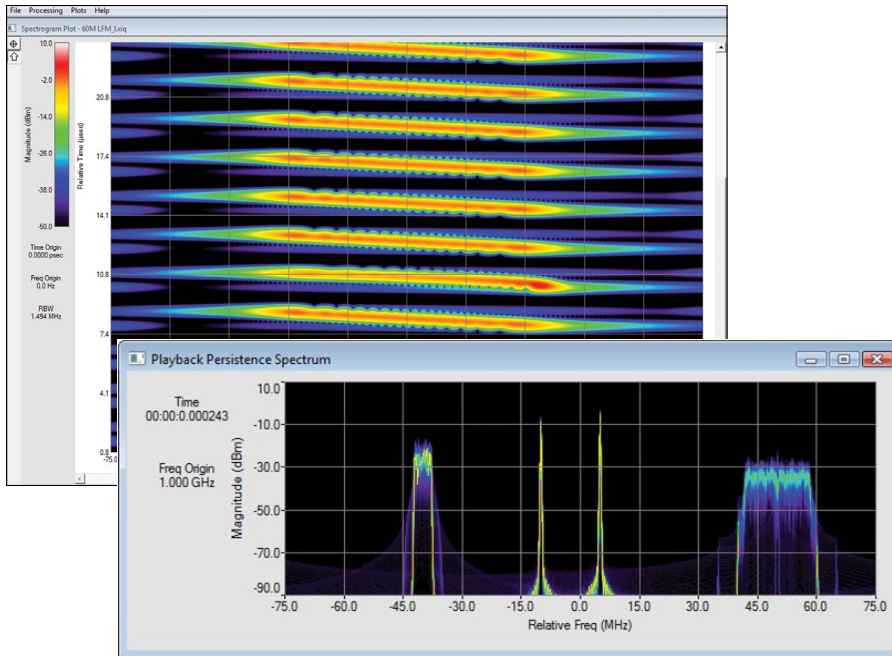 File Processing Plots Help
Spectrogram Plot - 60M LFM_Lxiq
10.0
-2.0
-14.0
-26.0
-38.0
-50.0
Magnitude (dBm)
Time Origin
0.0000 psec
Freq Origin
0.0 Hz
RBW
1.494 MHz
Relative Time (µsec)
20.8
17.4
14.1
10.8
7.4
4.1
0.8
-75.0
Playback Persistence Spectrum
Time
00:00:0.000243
Freq Origin
1.000 GHz
Magnitude (dBm)
10.0
-10.0
-30.0
-50.0
-70.0
-90.0
-75.0 -60.0 -45.0 -30.0 -15.0 0.0 15.0 30.0 45.0 60.0 75.0
Relative Freq (MHz)